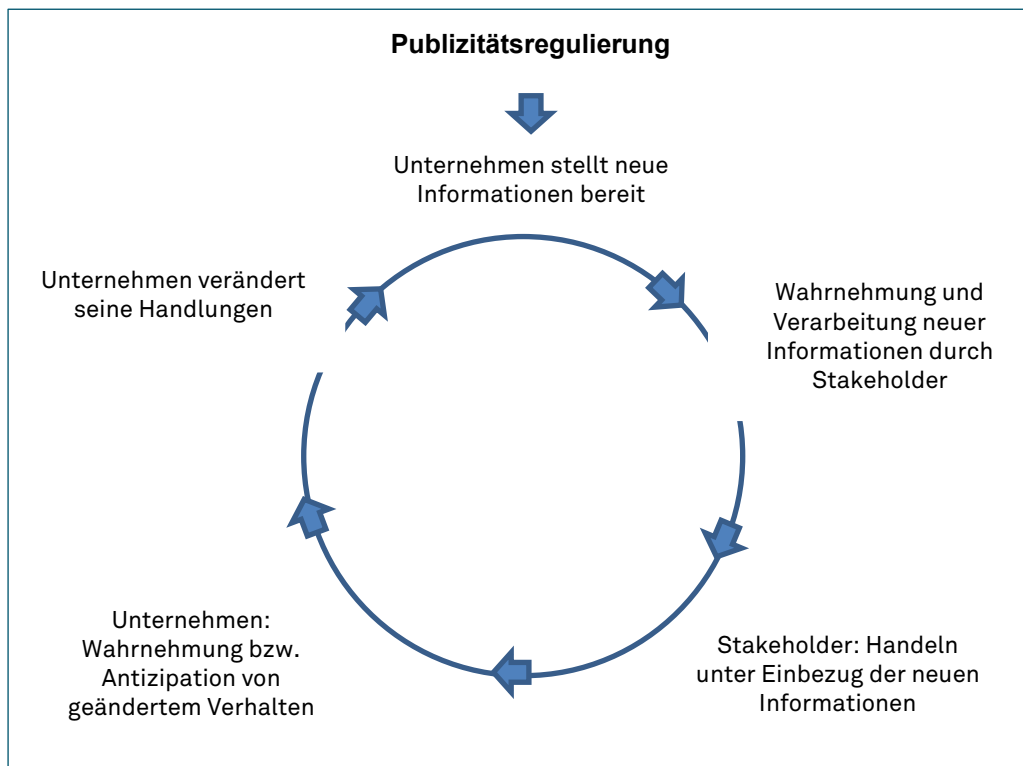 Publizitätsregulierung
Unternehmen stellt neue
Informationen bereit
Wahrnehmung und
Verarbeitung neuer
Informationen durch
Stakeholder
Stakeholder: Handeln
unter Einbezug der neuen
Informationen
Unternehmen:
Wahrnehmung bzw.
Antizipation von
geändertem Verhalten
Unternehmen verändert
seine Handlungen